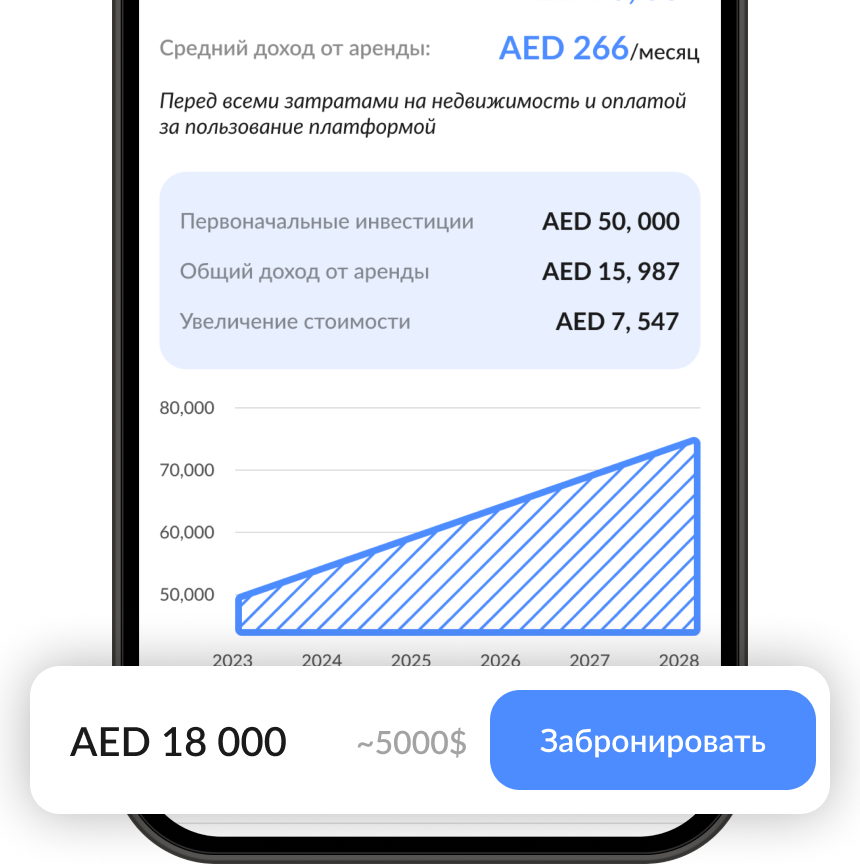 Средний доход от аренды: AED 266/месяц
Перед всеми затратами на недвижимость и оплатой
за пользование платформой
Первоначальные инвестиции AED 50, 000
Общий доход от аренды AED 15, 987
Увеличение стоимости AED 7, 547
80,000
70,000
60,000
50,000
2023 2024 2025 2026 2027 2028
AED 18 000 ~5000$ Забронировать